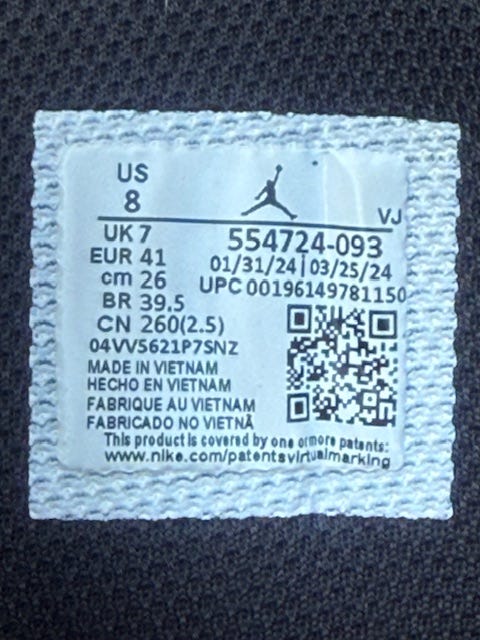 US
8
VJ
UK 7
554724-093
EUR 41
01/31/24 | 03/25/24
cm 26
UPC 00196149781150
BR 39.5
CN 260(2.5)
04VV5621P7SNZ
MADE IN VIETNAM
HECHO EN VIETNAM
FABRIQUE AU VIETNAM
FABRICADO NO VIETNÃ
This product is covered by one or more patents:
www.nike.com/patentsvirtualmarking